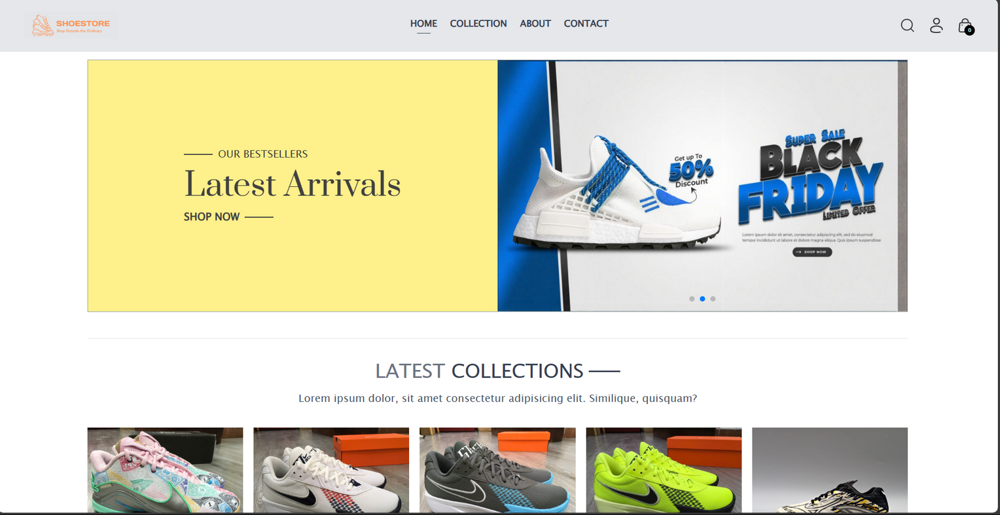 SHOESTORE
Step Outside the Ordinary
HOME COLLECTION ABOUT CONTACT
0
OUR BESTSELLERS
Latest Arrivals
SHOP NOW
Get up To
50%
Discount
SUPER SALE
BLACK
FRIDAY
LIMITED OFFER
Lorem ipsum dolor sit amet, consectetur adipiscing elit, sed do eiusmod
tempor incididunt ut labore et dolore magna aliqua. Quis ipsum suspendisse
SHOP NOW
LATEST COLLECTIONS
Lorem ipsum dolor, sit amet consectetur adipisicing elit. Similique, quisquam?